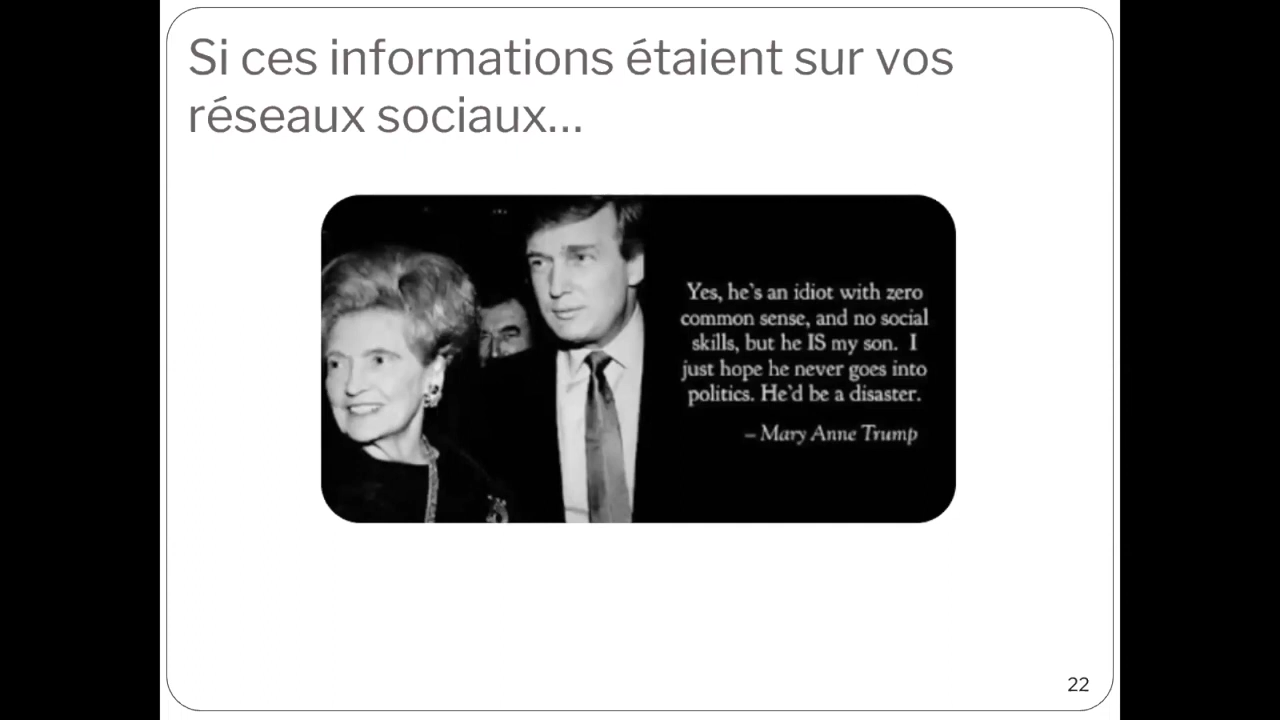 Si ces informations étaient sur vos
réseaux sociaux...
Yes, he's an idiot with zero
common sense, and no social
skills, but he IS my son. I
just hope he never goes into
politics. He'd be a disaster.
– Mary Anne Trump
22